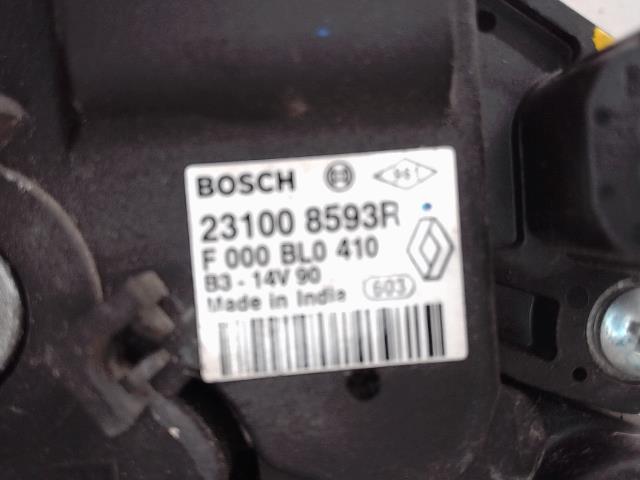 BOSCH 961
23100 8593R
F 000 BL0 410
B3 - 14V 90
Made in India 603